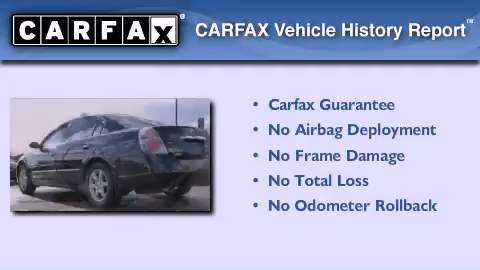 CARFAX®
CARFAX Vehicle History Report™
• Carfax Guarantee
• No Airbag Deployment
• No Frame Damage
• No Total Loss
• No Odometer Rollback